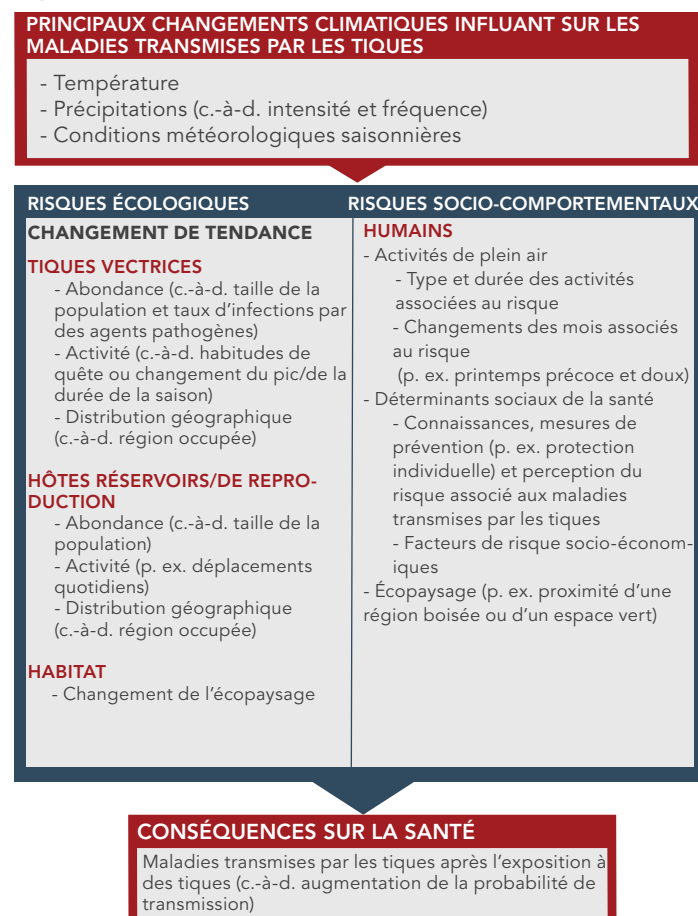 PRINCIPAUX CHANGEMENTS CLIMATIQUES INFLUANT SUR LES
MALADIES TRANSMISES PAR LES TIQUES
- Température
- Précipitations (c.-à-d. intensité et fréquence)
- Conditions météorologiques saisonnières
RISQUES ÉCOLOGIQUES
CHANGEMENT DE TENDANCE
TIQUES VECTRICES
- Abondance (c.-à-d. taille de la
population et taux d'infections par
des agents pathogènes)
- Activité (c.-à-d. habitudes de
quête ou changement du pic/de la
durée de la saison)
- Distribution géographique
(c.-à-d. région occupée)
HÔTES RÉSERVOIRS/DE REPRO-
DUCTION
- Abondance (c.-à-d. taille de la
population)
- Activité (p. ex. déplacements
quotidiens)
- Distribution géographique
(c.-à-d. région occupée)
HABITAT
- Changement de l'écopaysage
RISQUES SOCIO-COMPORTEMENTAUX
HUMAINS
- Activités de plein air
- Type et durée des activités
associées au risque
- Changements des mois associés
au risque
(p. ex. printemps précoce et doux)
- Déterminants sociaux de la santé
- Connaissances, mesures de
prévention (p. ex. protection
individuelle) et perception du
risque associé aux maladies
transmises par les tiques
- Facteurs de risque socio-économ-
iques
- Écopaysage (p. ex. proximité d'une
région boisée ou d'un espace vert)
CONSÉQUENCES SUR LA SANTÉ
Maladies transmises par les tiques après l'exposition à
des tiques (c.-à-d. augmentation de la probabilité de
transmission)